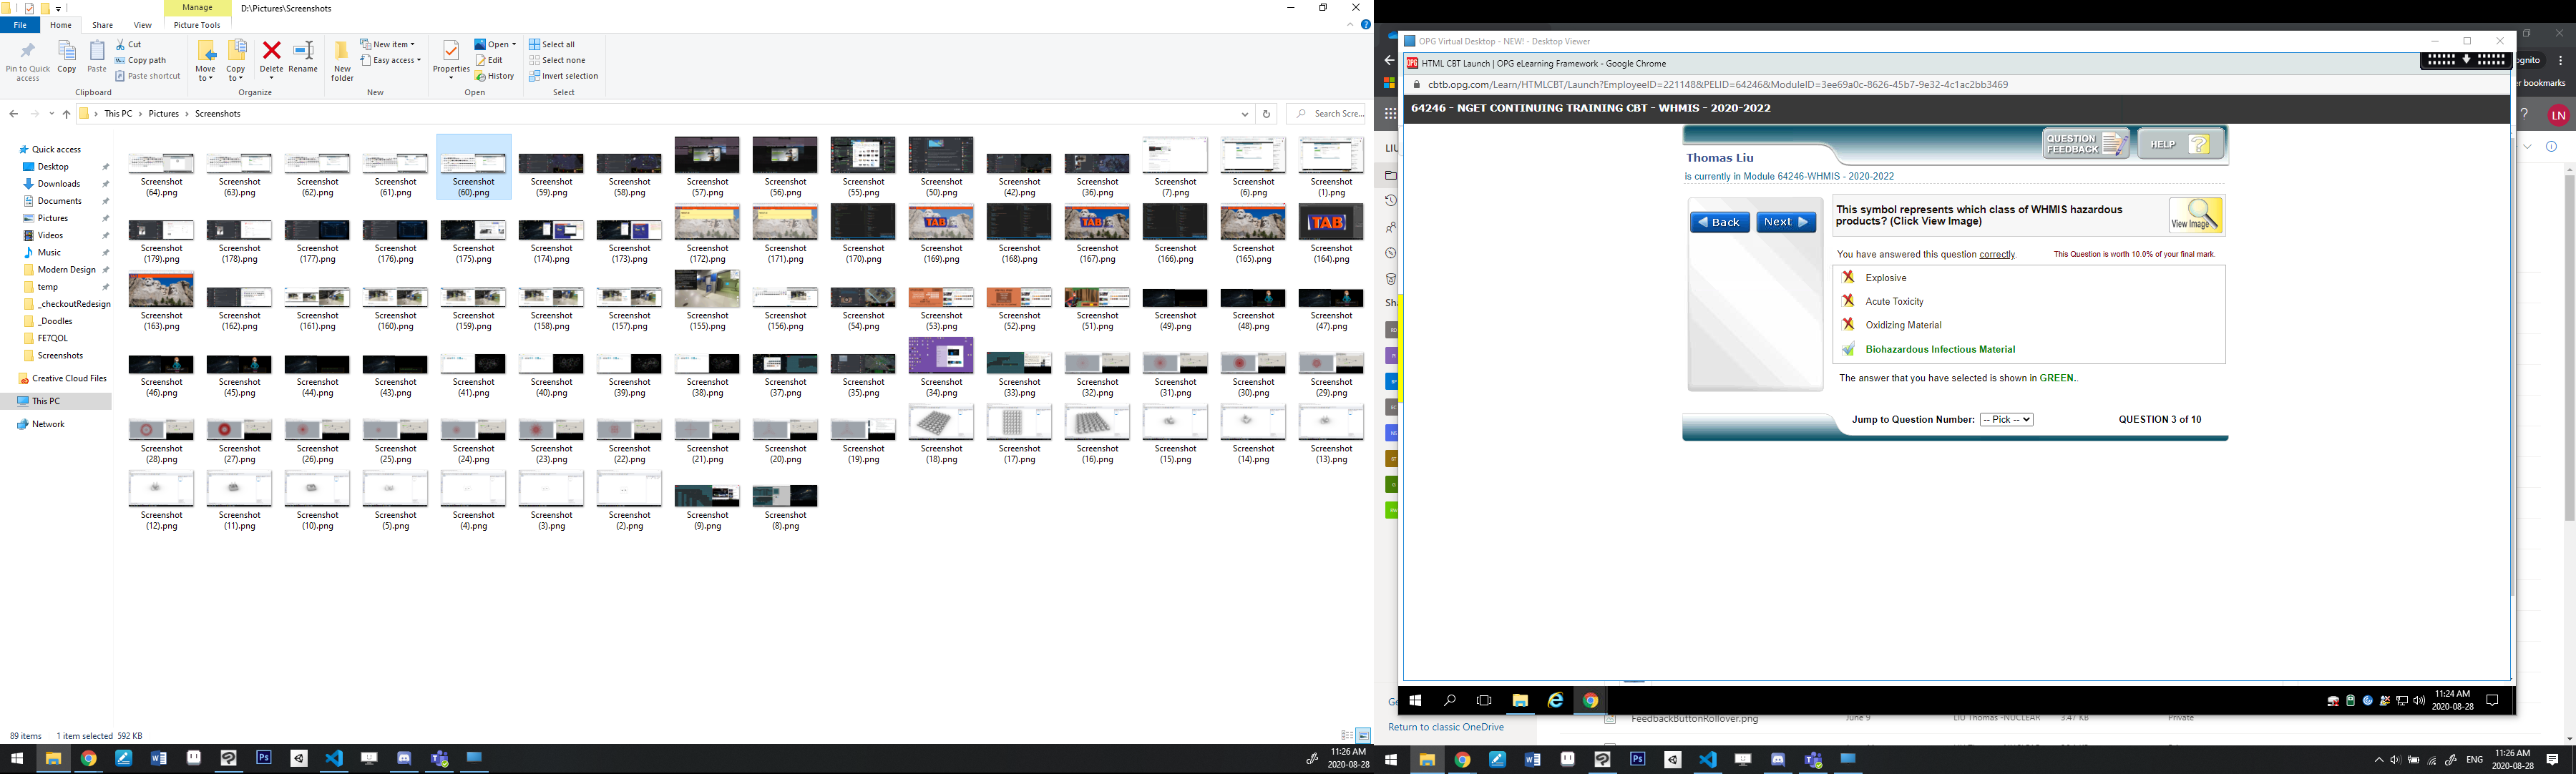 Manage
D:\Pictures\Screenshots
File
Home
Share
View
Picture Tools
Pin to Quick access
Copy
Paste
Cut
Copy path
Paste shortcut
Clipboard
Move to
Copy to
Delete
Rename
Organize
New folder
New item
Easy access
New
Properties
Open
Edit
History
Open
Select all
Select none
Invert selection
Select
This PC > Pictures > Screenshots
Search Scre...
Quick access
Desktop
Downloads
Documents
Pictures
Videos
Music
Modern Design
temp
_checkoutRedesign
_Doodles
FE7QOL
Screenshots
Creative Cloud Files
This PC
Network
Screenshot (64).png
Screenshot (63).png
Screenshot (62).png
Screenshot (61).png
Screenshot (60).png
Screenshot (59).png
Screenshot (58).png
Screenshot (57).png
Screenshot (56).png
Screenshot (55).png
Screenshot (50).png
Screenshot (42).png
Screenshot (36).png
Screenshot (7).png
Screenshot (6).png
Screenshot (1).png
Screenshot (179).png
Screenshot (178).png
Screenshot (177).png
Screenshot (176).png
Screenshot (175).png
Screenshot (174).png
Screenshot (173).png
Screenshot (172).png
Screenshot (171).png
Screenshot (170).png
Screenshot (169).png
Screenshot (168).png
Screenshot (167).png
Screenshot (166).png
Screenshot (165).png
Screenshot (164).png
Screenshot (163).png
Screenshot (162).png
Screenshot (161).png
Screenshot (160).png
Screenshot (159).png
Screenshot (158).png
Screenshot (157).png
Screenshot (155).png
Screenshot (156).png
Screenshot (54).png
Screenshot (53).png
Screenshot (52).png
Screenshot (51).png
Screenshot (49).png
Screenshot (48).png
Screenshot (47).png
Screenshot (46).png
Screenshot (45).png
Screenshot (44).png
Screenshot (43).png
Screenshot (41).png
Screenshot (40).png
Screenshot (39).png
Screenshot (38).png
Screenshot (37).png
Screenshot (35).png
Screenshot (34).png
Screenshot (33).png
Screenshot (32).png
Screenshot (31).png
Screenshot (30).png
Screenshot (29).png
Screenshot (28).png
Screenshot (27).png
Screenshot (26).png
Screenshot (25).png
Screenshot (24).png
Screenshot (23).png
Screenshot (22).png
Screenshot (21).png
Screenshot (20).png
Screenshot (19).png
Screenshot (18).png
Screenshot (17).png
Screenshot (16).png
Screenshot (15).png
Screenshot (14).png
Screenshot (13).png
Screenshot (12).png
Screenshot (11).png
Screenshot (10).png
Screenshot (5).png
Screenshot (4).png
Screenshot (3).png
Screenshot (2).png
Screenshot (9).png
Screenshot (8).png
TAB
TAB
TAB
89 items
1 item selected 592 KB
11:26 AM
2020-08-28
OPG Virtual Desktop - NEW! - Desktop Viewer
HTML CBT Launch | OPG eLearning Framework - Google Chrome
cbtb.opg.com/Learn/HTMLCBT/Launch?EmployeeID=221148&PELID=64246&ModuleID=3ee69a0c-8626-45b7-9e32-4c1ac2bb3469
64246 - NGET CONTINUING TRAINING CBT - WHMIS - 2020-2022
QUESTION FEEDBACK
HELP
Thomas Liu
is currently in Module 64246-WHMIS - 2020-2022
Back
Next
This symbol represents which class of WHMIS hazardous
products? (Click View Image)
View Image
You have answered this question correctly.
This Question is worth 10.0% of your final mark.
Explosive
Acute Toxicity
Oxidizing Material
Biohazardous Infectious Material
The answer that you have selected is shown in GREEN..
Jump to Question Number:
-- Pick --
QUESTION 3 of 10
11:24 AM
2020-08-28
bookmarks
LN
Return to classic OneDrive
FeedbackButtonRollover.png
June 9
LIU Thomas -NUCLEAR
3.47 KB
Private
ENG
11:26 AM
2020-08-28